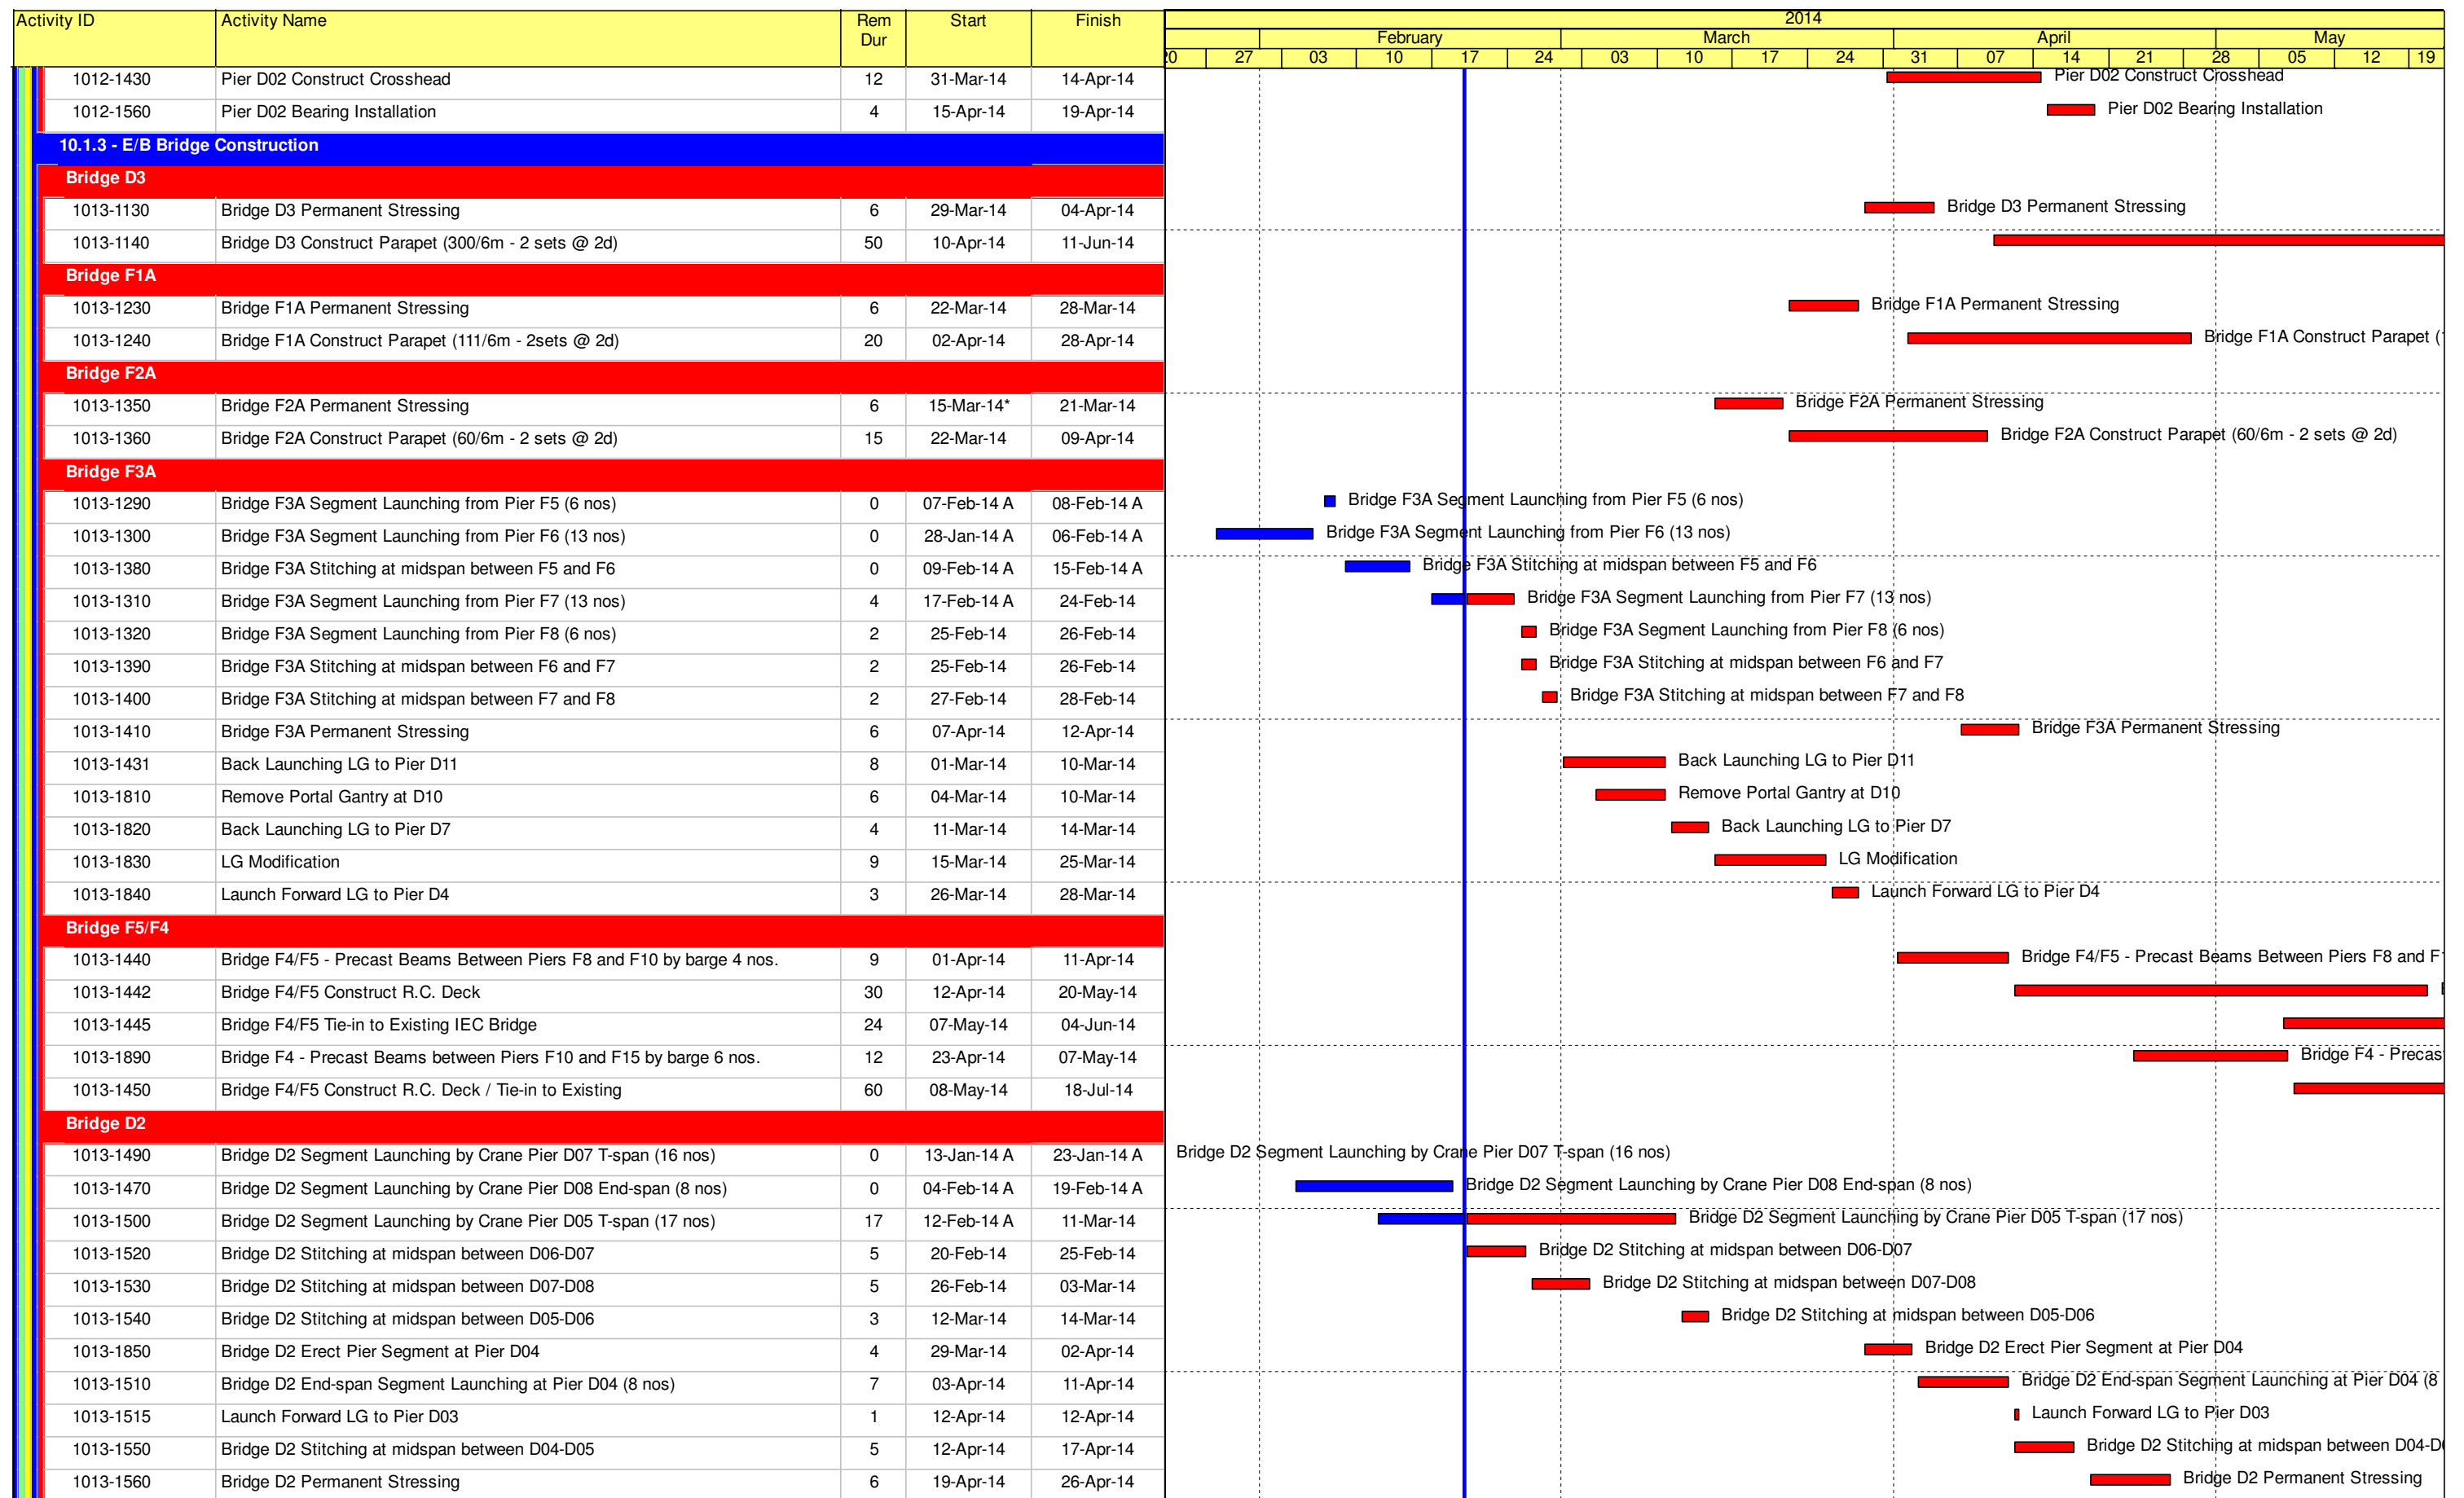 Activity ID Activity Name Rem Dur Start Finish 2014
February March April May
20 27 03 10 17 24 03 10 17 24 31 07 14 21 28 05 12 19
1012-1430 Pier D02 Construct Crosshead 12 31-Mar-14 14-Apr-14 Pier D02 Construct Crosshead
1012-1560 Pier D02 Bearing Installation 4 15-Apr-14 19-Apr-14 Pier D02 Bearing Installation
10.1.3 - E/B Bridge Construction
Bridge D3
1013-1130 Bridge D3 Permanent Stressing 6 29-Mar-14 04-Apr-14 Bridge D3 Permanent Stressing
1013-1140 Bridge D3 Construct Parapet (300/6m - 2 sets @ 2d) 50 10-Apr-14 11-Jun-14
Bridge F1A
1013-1230 Bridge F1A Permanent Stressing 6 22-Mar-14 28-Mar-14 Bridge F1A Permanent Stressing
1013-1240 Bridge F1A Construct Parapet (111/6m - 2sets @ 2d) 20 02-Apr-14 28-Apr-14 Bridge F1A Construct Parapet (
Bridge F2A
1013-1350 Bridge F2A Permanent Stressing 6 15-Mar-14* 21-Mar-14 Bridge F2A Permanent Stressing
1013-1360 Bridge F2A Construct Parapet (60/6m - 2 sets @ 2d) 15 22-Mar-14 09-Apr-14 Bridge F2A Construct Parapet (60/6m - 2 sets @ 2d)
Bridge F3A
1013-1290 Bridge F3A Segment Launching from Pier F5 (6 nos) 0 07-Feb-14 A 08-Feb-14 A Bridge F3A Segment Launching from Pier F5 (6 nos)
1013-1300 Bridge F3A Segment Launching from Pier F6 (13 nos) 0 28-Jan-14 A 06-Feb-14 A Bridge F3A Segment Launching from Pier F6 (13 nos)
1013-1380 Bridge F3A Stitching at midspan between F5 and F6 0 09-Feb-14 A 15-Feb-14 A Bridge F3A Stitching at midspan between F5 and F6
1013-1310 Bridge F3A Segment Launching from Pier F7 (13 nos) 4 17-Feb-14 A 24-Feb-14 Bridge F3A Segment Launching from Pier F7 (13 nos)
1013-1320 Bridge F3A Segment Launching from Pier F8 (6 nos) 2 25-Feb-14 26-Feb-14 Bridge F3A Segment Launching from Pier F8 (6 nos)
1013-1390 Bridge F3A Stitching at midspan between F6 and F7 2 25-Feb-14 26-Feb-14 Bridge F3A Stitching at midspan between F6 and F7
1013-1400 Bridge F3A Stitching at midspan between F7 and F8 2 27-Feb-14 28-Feb-14 Bridge F3A Stitching at midspan between F7 and F8
1013-1410 Bridge F3A Permanent Stressing 6 07-Apr-14 12-Apr-14 Bridge F3A Permanent Stressing
1013-1431 Back Launching LG to Pier D11 8 01-Mar-14 10-Mar-14 Back Launching LG to Pier D11
1013-1810 Remove Portal Gantry at D10 6 04-Mar-14 10-Mar-14 Remove Portal Gantry at D10
1013-1820 Back Launching LG to Pier D7 4 11-Mar-14 14-Mar-14 Back Launching LG to Pier D7
1013-1830 LG Modification 9 15-Mar-14 25-Mar-14 LG Modification
1013-1840 Launch Forward LG to Pier D4 3 26-Mar-14 28-Mar-14 Launch Forward LG to Pier D4
Bridge F5/F4
1013-1440 Bridge F4/F5 - Precast Beams Between Piers F8 and F10 by barge 4 nos. 9 01-Apr-14 11-Apr-14 Bridge F4/F5 - Precast Beams Between Piers F8 and
1013-1442 Bridge F4/F5 Construct R.C. Deck 30 12-Apr-14 20-May-14
1013-1445 Bridge F4/F5 Tie-in to Existing IEC Bridge 24 07-May-14 04-Jun-14
1013-1890 Bridge F4 - Precast Beams between Piers F10 and F15 by barge 6 nos. 12 23-Apr-14 07-May-14 Bridge F4 - Precas
1013-1450 Bridge F4/F5 Construct R.C. Deck / Tie-in to Existing 60 08-May-14 18-Jul-14
Bridge D2
1013-1490 Bridge D2 Segment Launching by Crane Pier D07 T-span (16 nos) 0 13-Jan-14 A 23-Jan-14 A Bridge D2 Segment Launching by Crane Pier D07 T-span (16 nos)
1013-1470 Bridge D2 Segment Launching by Crane Pier D08 End-span (8 nos) 0 04-Feb-14 A 19-Feb-14 A Bridge D2 Segment Launching by Crane Pier D08 End-span (8 nos)
1013-1500 Bridge D2 Segment Launching by Crane Pier D05 T-span (17 nos) 17 12-Feb-14 A 11-Mar-14 Bridge D2 Segment Launching by Crane Pier D05 T-span (17 nos)
1013-1520 Bridge D2 Stitching at midspan between D06-D07 5 20-Feb-14 25-Feb-14 Bridge D2 Stitching at midspan between D06-D07
1013-1530 Bridge D2 Stitching at midspan between D07-D08 5 26-Feb-14 03-Mar-14 Bridge D2 Stitching at midspan between D07-D08
1013-1540 Bridge D2 Stitching at midspan between D05-D06 3 12-Mar-14 14-Mar-14 Bridge D2 Stitching at midspan between D05-D06
1013-1850 Bridge D2 Erect Pier Segment at Pier D04 4 29-Mar-14 02-Apr-14 Bridge D2 Erect Pier Segment at Pier D04
1013-1510 Bridge D2 End-span Segment Launching at Pier D04 (8 nos) 7 03-Apr-14 11-Apr-14 Bridge D2 End-span Segment Launching at Pier D04 (8
1013-1515 Launch Forward LG to Pier D03 1 12-Apr-14 12-Apr-14 Launch Forward LG to Pier D03
1013-1550 Bridge D2 Stitching at midspan between D04-D05 5 12-Apr-14 17-Apr-14 Bridge D2 Stitching at midspan between D04-D
1013-1560 Bridge D2 Permanent Stressing 6 19-Apr-14 26-Apr-14 Bridge D2 Permanent Stressing